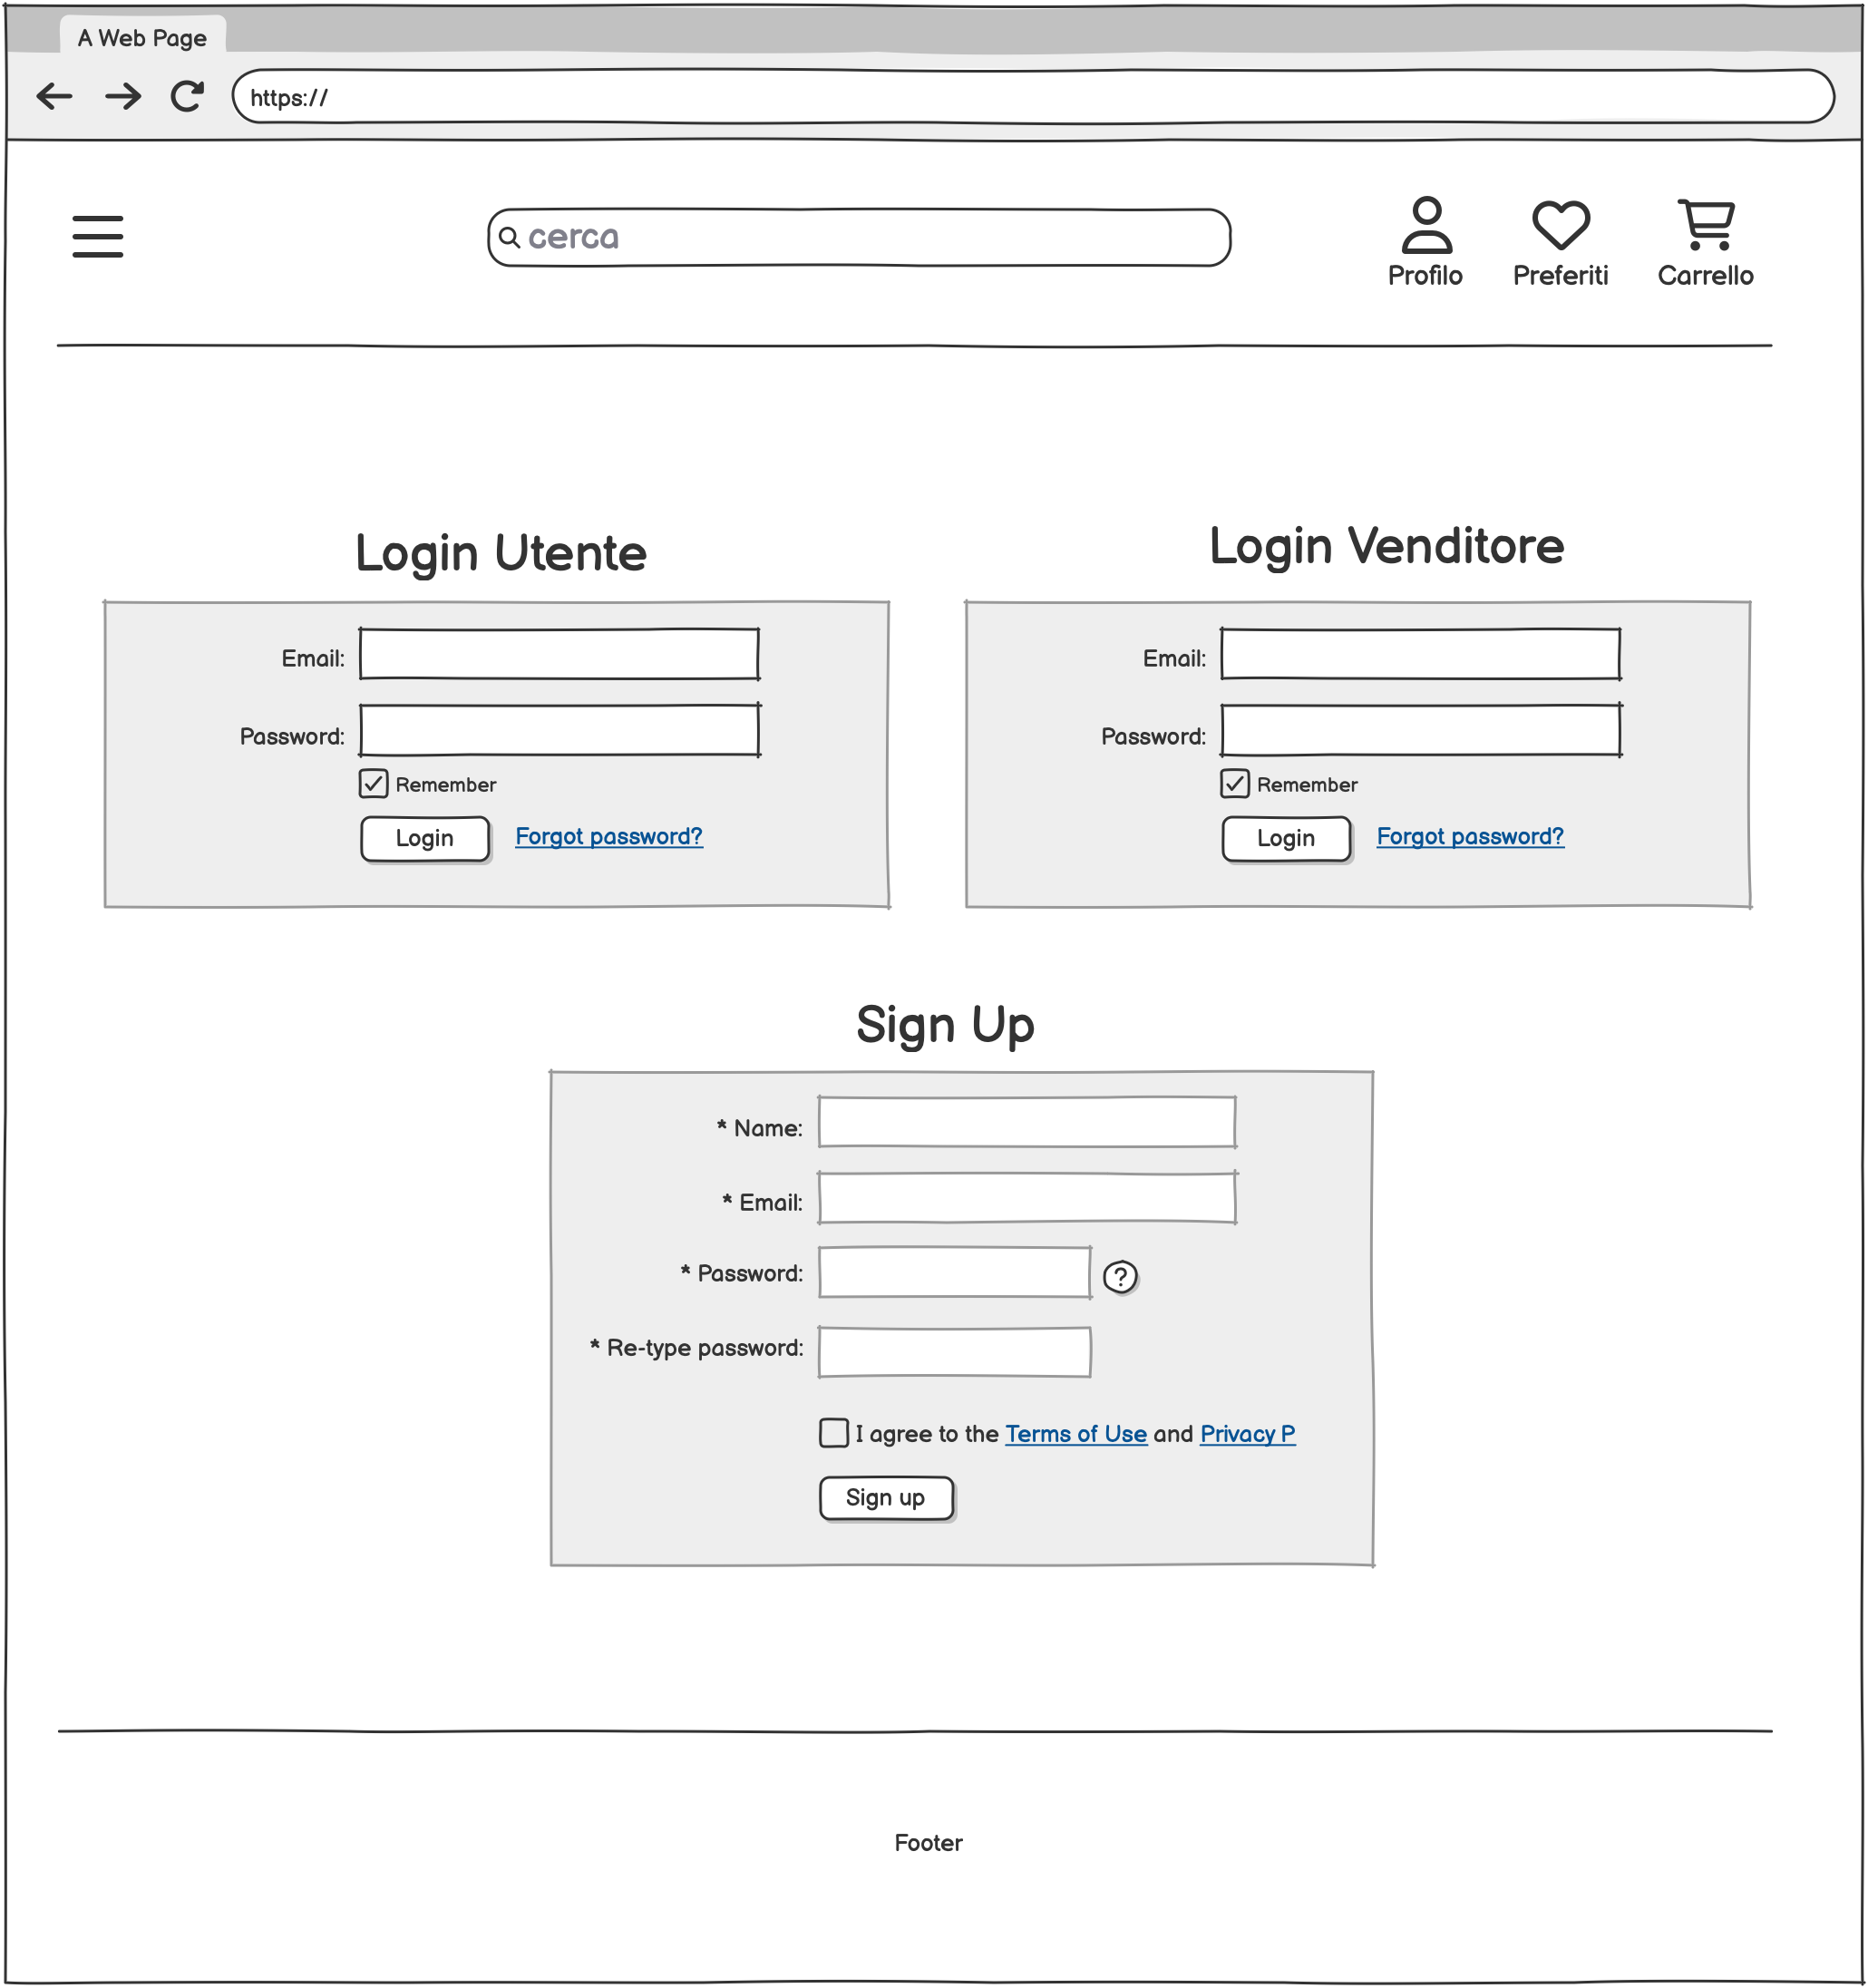 A Web Page
https://
cerca
Profilo Preferiti Carrello
Login Utente
Login Venditore
Email:
Password:
Remember
Login Forgot password?
Email:
Password:
Remember
Login Forgot password?
Sign Up
* Name:
* Email:
* Password: ?
* Re-type password:
I agree to the Terms of Use and Privacy P
Sign up
Footer